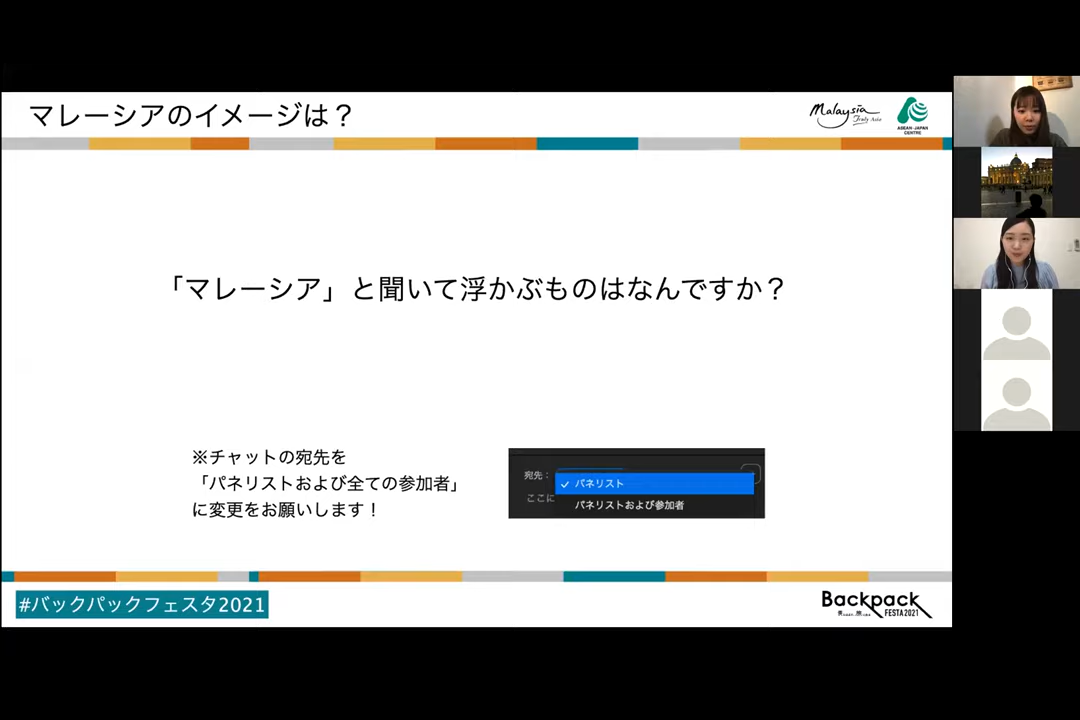 マレーシアのイメージは？
Malaysia
Truly Asia
ASEAN-JAPAN
CENTRE
「マレーシア」と聞いて浮かぶものはなんですか？
※チャットの宛先を
「パネリストおよび全ての参加者」
に変更をお願いします！
宛先：
✓ パネリスト
ここに
パネリストおよび参加者
#バックパックフェスタ2021
Backpack
FESTA2021